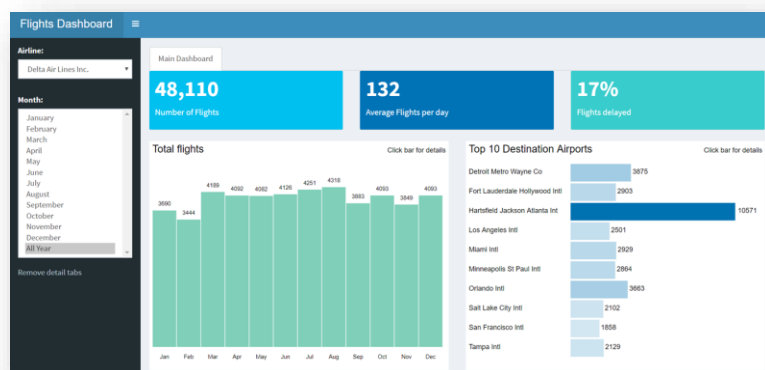 Flights Dashboard
Airline:
Delta Air Lines Inc.
Month:
January
February
March
April
May
June
July
August
September
October
November
December
All Year
Remove detail tabs
Main Dashboard
48,110
Number of Flights
132
Average Flights per day
17%
Flights delayed
Total flights
Click bar for details
3690 3444 4189 4092 4082 4126 4251 4318 3883 4093 3849 4093
Jan Feb Mar Apr May Jun Jul Aug Sep Oct Nov Dec
Top 10 Destination Airports
Click bar for details
Detroit Metro Wayne Co 3875
Fort Lauderdale Hollywood Intl 2903
Hartsfield Jackson Atlanta Int 10571
Los Angeles Intl 2501
Miami Intl 2929
Minneapolis St Paul Intl 2864
Orlando Intl 3663
Salt Lake City Intl 2102
San Francisco Intl 1858
Tampa Intl 2129